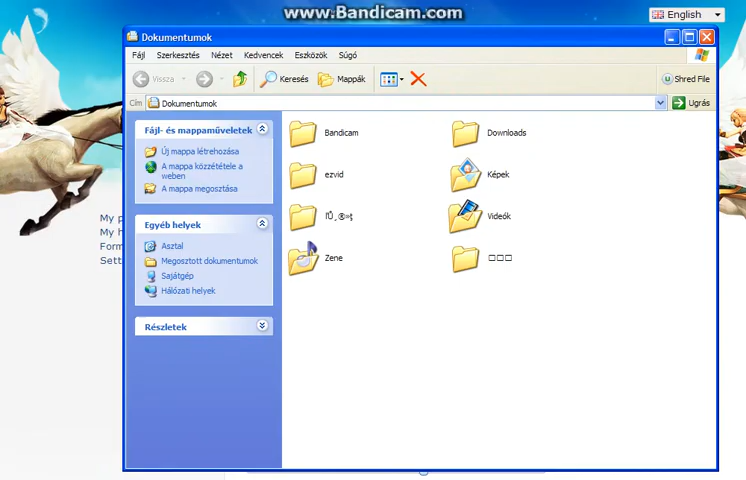 www.Bandicam.com
English
Dokumentumok
Fájl Szerkesztés Nézet Kedvencek Eszközök Súgó
Vissza Keresés Mappák Shred File
Cím Dokumentumok Ugrás
Fájl- és mappaműveletek
Új mappa létrehozása
A mappa közzététele a
weben
A mappa megosztása
Egyéb helyek
Asztal
Megosztott dokumentumok
Sajátgép
Hálózati helyek
Részletek
Bandicam Downloads
ezvid Képek
Videók
Zene
My
My
Form
Sett